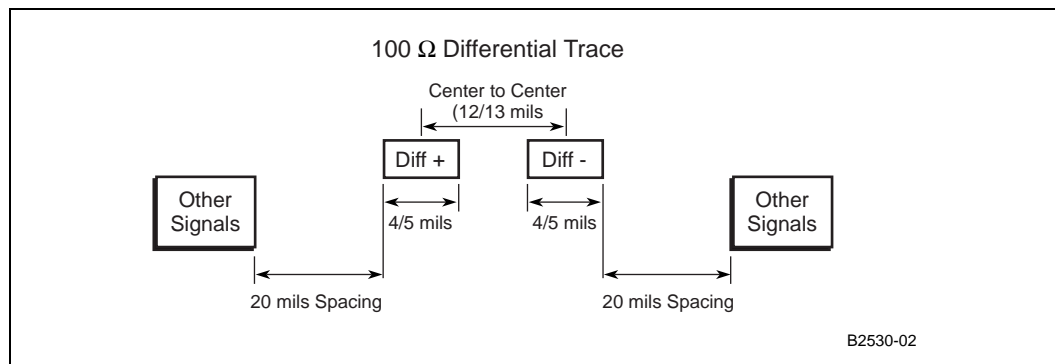 100 Ω Differential Trace
Center to Center
(12/13 mils
Diff +
Diff -
Other
Signals
4/5 mils
4/5 mils
Other
Signals
20 mils Spacing
20 mils Spacing
B2530-02